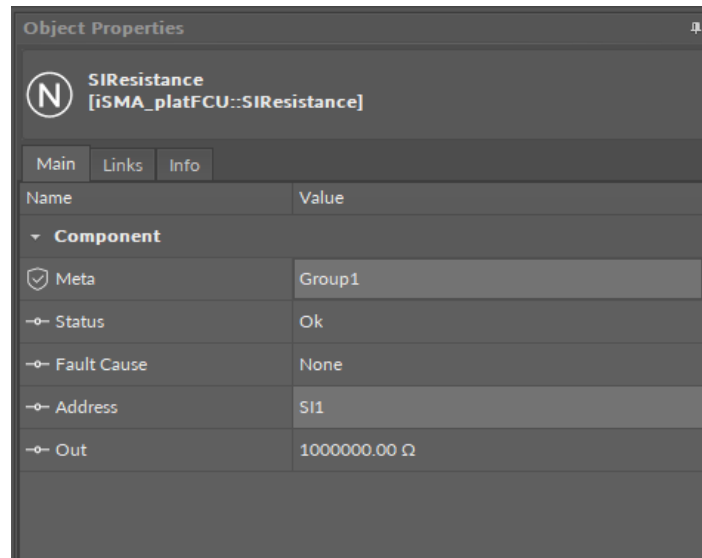 Object Properties
N
SIResistance
[iSMA_platFCU::SIResistance]
Main Links Info
Name Value
Component
Meta Group1
Status Ok
Fault Cause None
Address SI1
Out 1000000.00 Ω